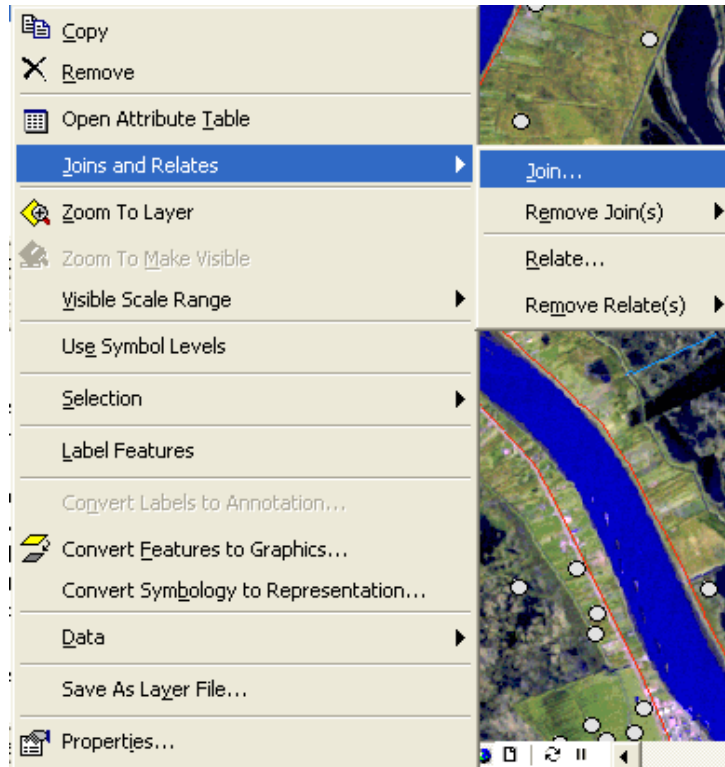 Copy
Remove
Open Attribute Table
Joins and Relates
Join...
Zoom To Layer
Remove Join(s)
Zoom To Make Visible
Relate...
Visible Scale Range
Remove Relate(s)
Use Symbol Levels
Selection
Label Features
Convert Labels to Annotation...
Convert Features to Graphics...
Convert Symbology to Representation...
Data
Save As Layer File...
Properties...